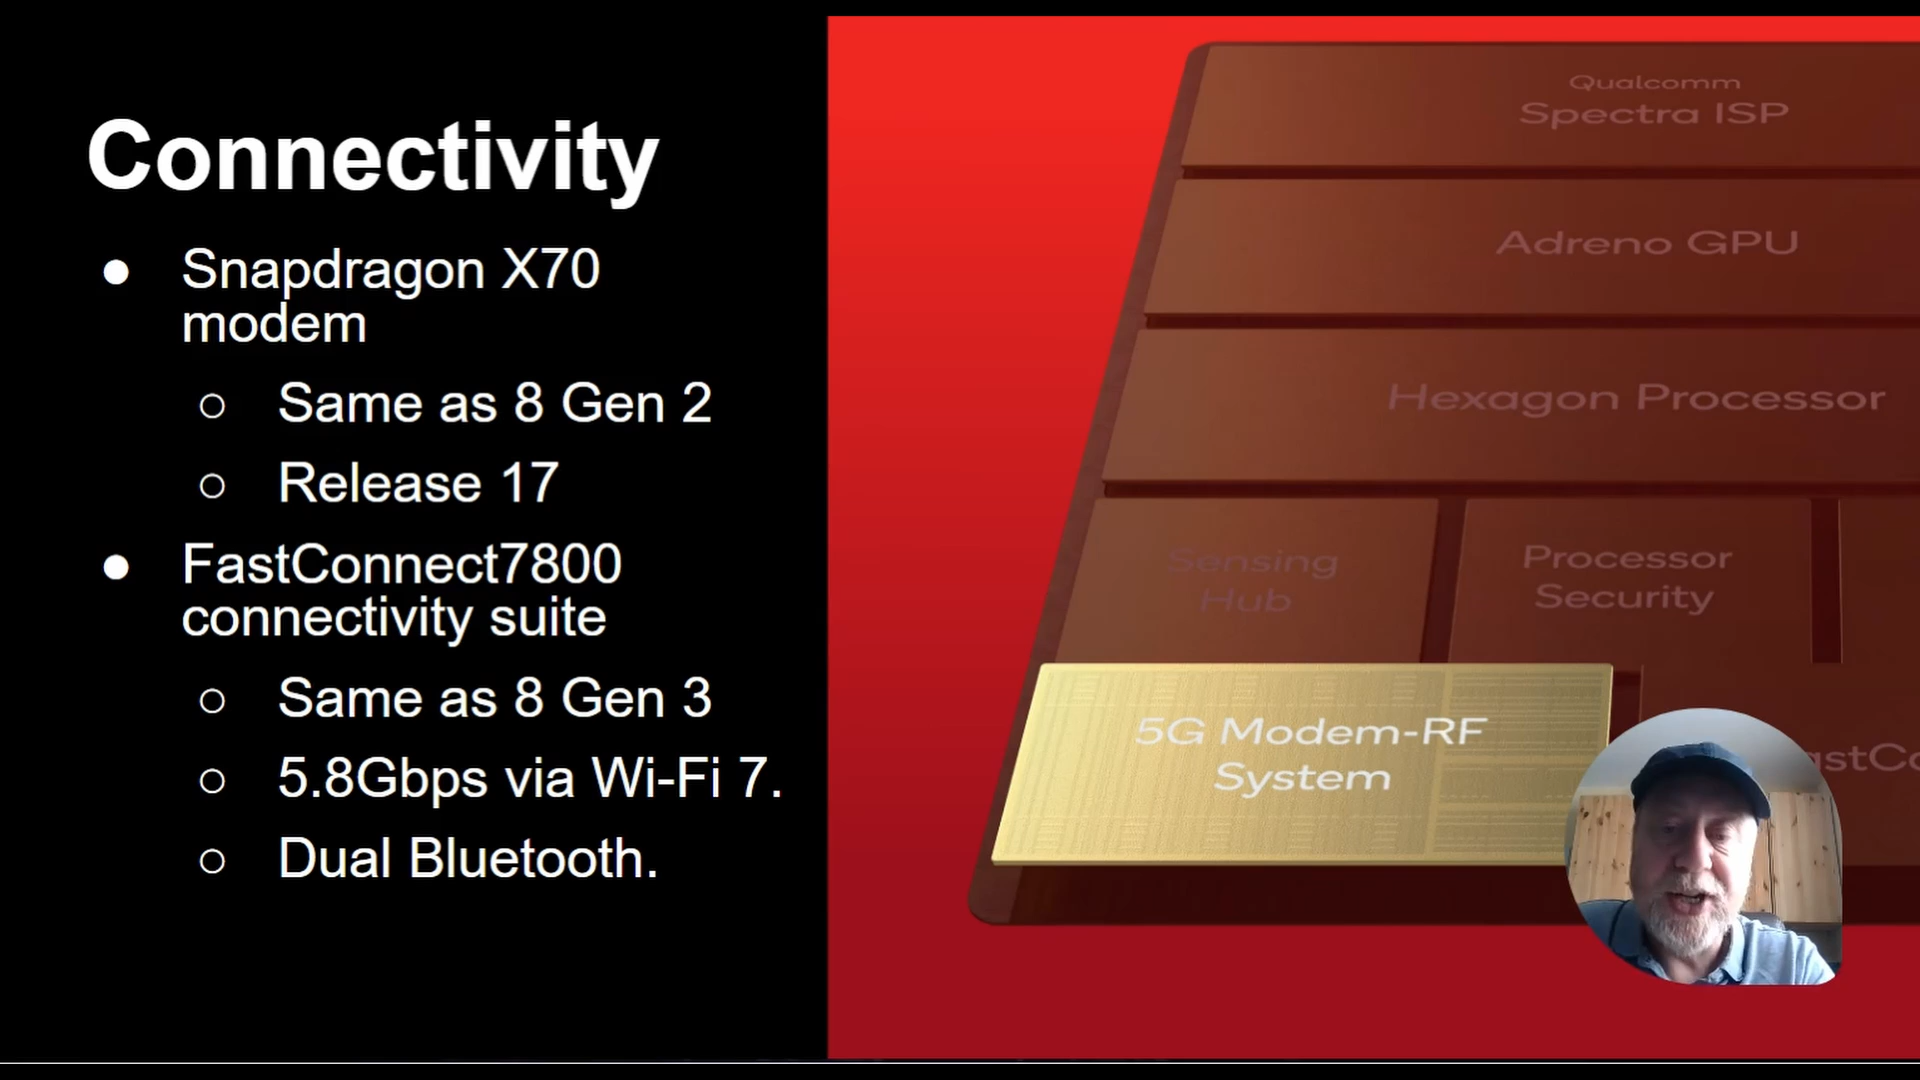 Connectivity
● Snapdragon X70
modem
○ Same as 8 Gen 2
○ Release 17
● FastConnect7800
connectivity suite
○ Same as 8 Gen 3
○ 5.8Gbps via Wi-Fi 7.
○ Dual Bluetooth.
Qualcomm
Spectra ISP
Adreno GPU
Hexagon Processor
Sensing
Hub
Processor
Security
5G Modem-RF
System